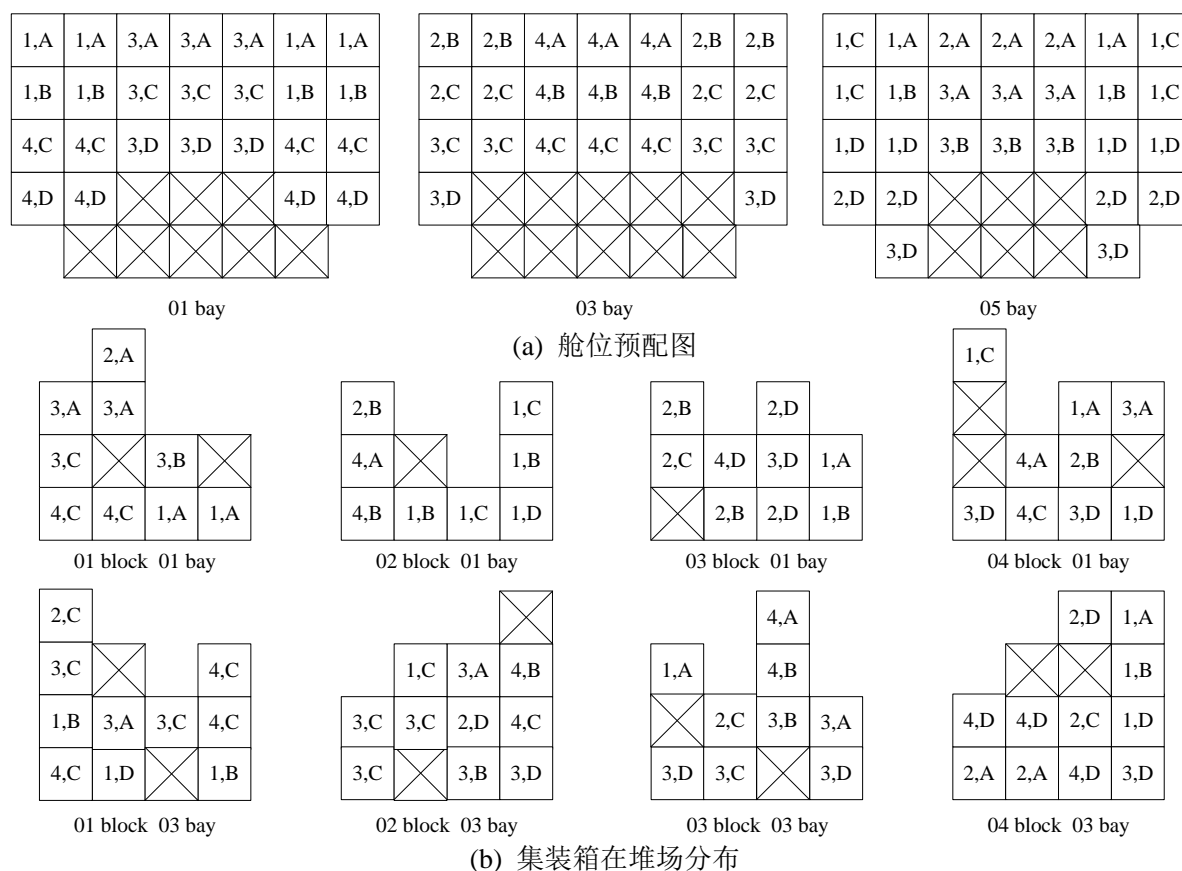 1,A 1,A 3,A 3,A 3,A 1,A 1,A
1,B 1,B 3,C 3,C 3,C 1,B 1,B
4,C 4,C 3,D 3,D 3,D 4,C 4,C
4,D 4,D 4,D 4,D
01 bay
2,B 2,B 4,A 4,A 4,A 2,B 2,B
2,C 2,C 4,B 4,B 4,B 2,C 2,C
3,C 3,C 4,C 4,C 4,C 3,C 3,C
3,D 3,D
03 bay
1,C 1,A 2,A 2,A 2,A 1,A 1,C
1,C 1,B 3,A 3,A 3,A 1,B 1,C
1,D 1,D 3,B 3,B 3,B 1,D 1,D
2,D 2,D 2,D 2,D
3,D 3,D
05 bay
(a) 舱位预配图
2,A
3,A 3,A
3,C 3,B
4,C 4,C 1,A 1,A
01 block 01 bay
2,B 1,C
4,A 1,B
4,B 1,B 1,C 1,D
02 block 01 bay
2,B 2,D
2,C 4,D 3,D 1,A
2,B 2,D 1,B
03 block 01 bay
1,C
1,A 3,A
4,A 2,B
3,D 4,C 3,D 1,D
04 block 01 bay
2,C
3,C 4,C
1,B 3,A 3,C 4,C
4,C 1,D 1,B
01 block 03 bay
1,C 3,A 4,B
3,C 3,C 2,D 4,C
3,C 3,B 3,D
02 block 03 bay
4,A
1,A 4,B
2,C 3,B 3,A
3,D 3,C 3,D
03 block 03 bay
2,D 1,A
1,B
4,D 4,D 2,C 1,D
2,A 2,A 4,D 3,D
04 block 03 bay
(b) 集装箱在堆场分布